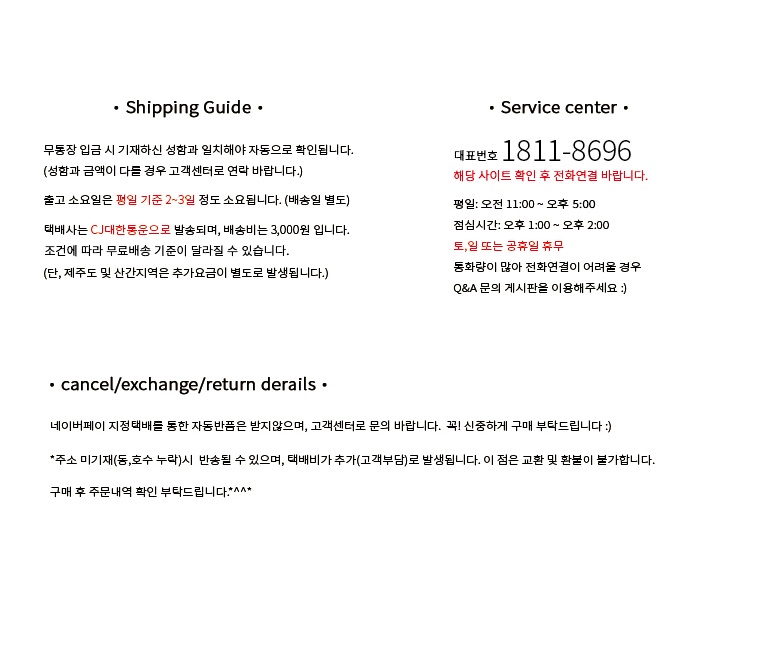 · Shipping Guide ·
무통장 입금 시 기재하신 성함과 일치해야 자동으로 확인됩니다.
(성함과 금액이 다를 경우 고객센터로 연락 바랍니다.)
출고 소요일은 평일 기준 2~3일 정도 소요됩니다. (배송일 별도)
택배사는 CJ대한통운으로 발송되며, 배송비는 3,000원 입니다.
조건에 따라 무료배송 기준이 달라질 수 있습니다.
(단, 제주도 및 산간지역은 추가요금이 별도로 발생됩니다.)
· Service center ·
대표번호 1811-8696
해당 사이트 확인 후 전화연결 바랍니다.
평일: 오전 11:00 ~ 오후 5:00
점심시간: 오후 1:00 ~ 오후 2:00
토,일 또는 공휴일 휴무
통화량이 많아 전화연결이 어려울 경우
Q&A 문의 게시판을 이용해주세요 :)
· cancel/exchange/return derails ·
네이버페이 지정택배를 통한 자동반품은 받지않으며, 고객센터로 문의 바랍니다. 꼭! 신중하게 구매 부탁드립니다 :)
*주소 미기재(동,호수 누락)시 반송될 수 있으며, 택배비가 추가(고객부담)로 발생됩니다. 이 점은 교환 및 환불이 불가합니다.
구매 후 주문내역 확인 부탁드립니다.*^^*